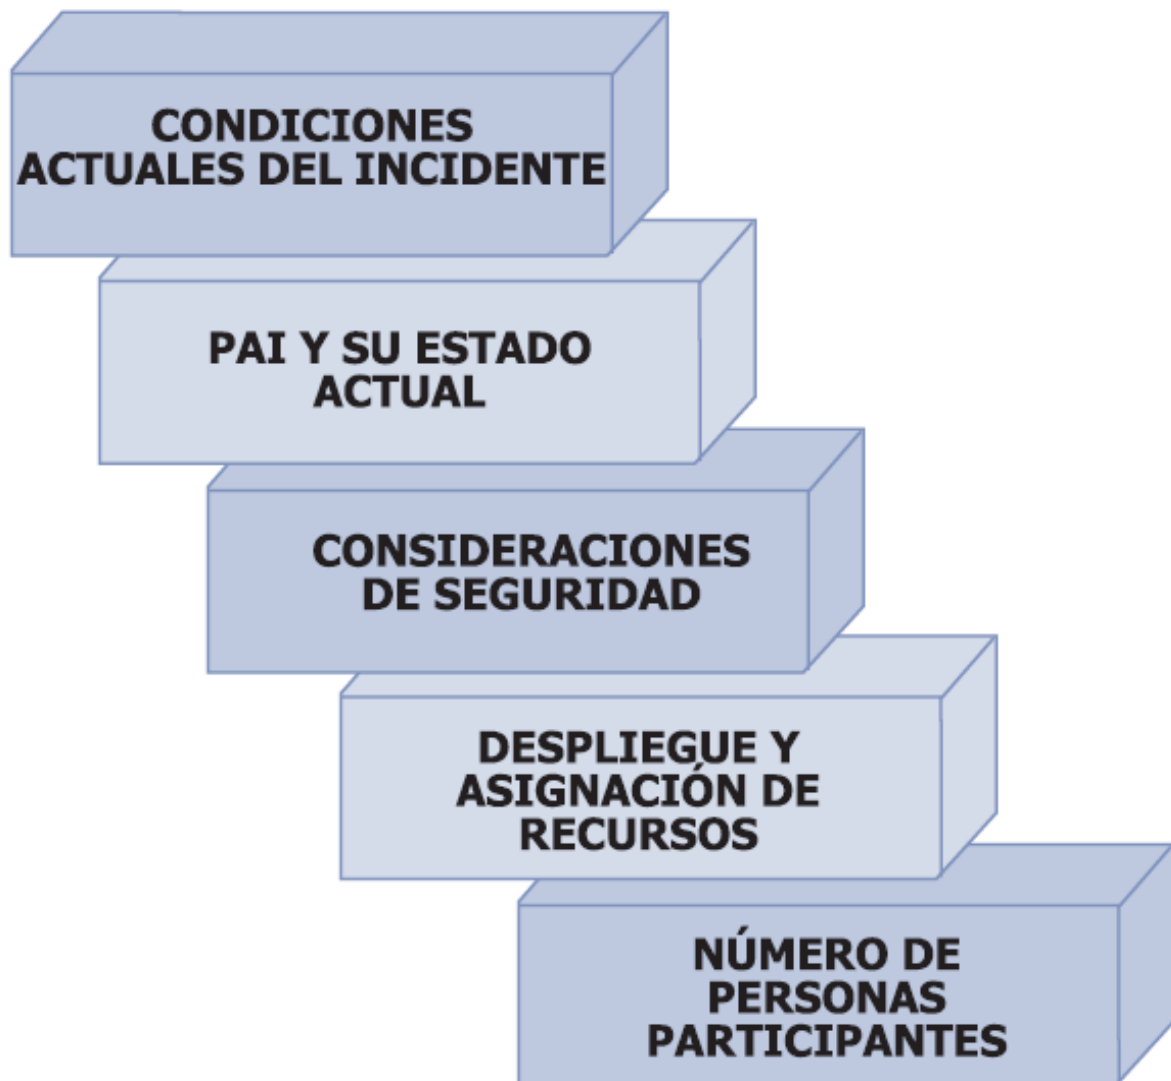 CONDICIONES
ACTUALES DEL INCIDENTE
PAI Y SU ESTADO
ACTUAL
CONSIDERACIONES
DE SEGURIDAD
DESPLIEGUE Y
ASIGNACIÓN DE
RECURSOS
NÚMERO DE
PERSONAS
PARTICIPANTES